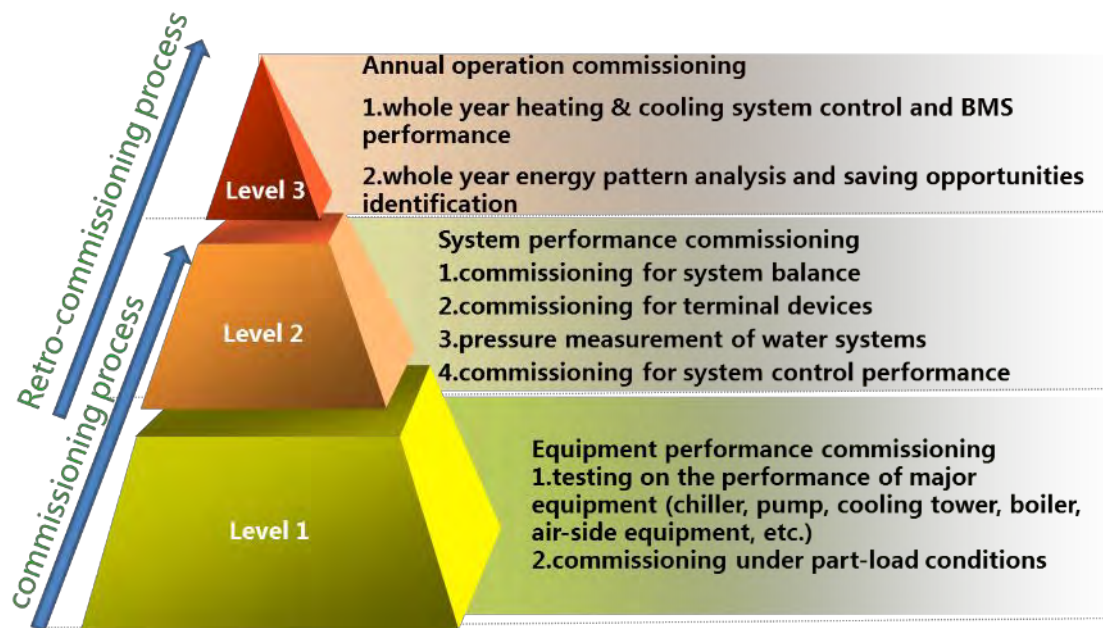 Retro-commissioning process
commissioning process
Annual operation commissioning
1.whole year heating & cooling system control and BMS
performance
2.whole year energy pattern analysis and saving opportunities
identification
Level 3
System performance commissioning
1.commissioning for system balance
2.commissioning for terminal devices
3.pressure measurement of water systems
4.commissioning for system control performance
Level 2
Equipment performance commissioning
1.testing on the performance of major
equipment (chiller, pump, cooling tower, boiler,
air-side equipment, etc.)
2.commissioning under part-load conditions
Level 1